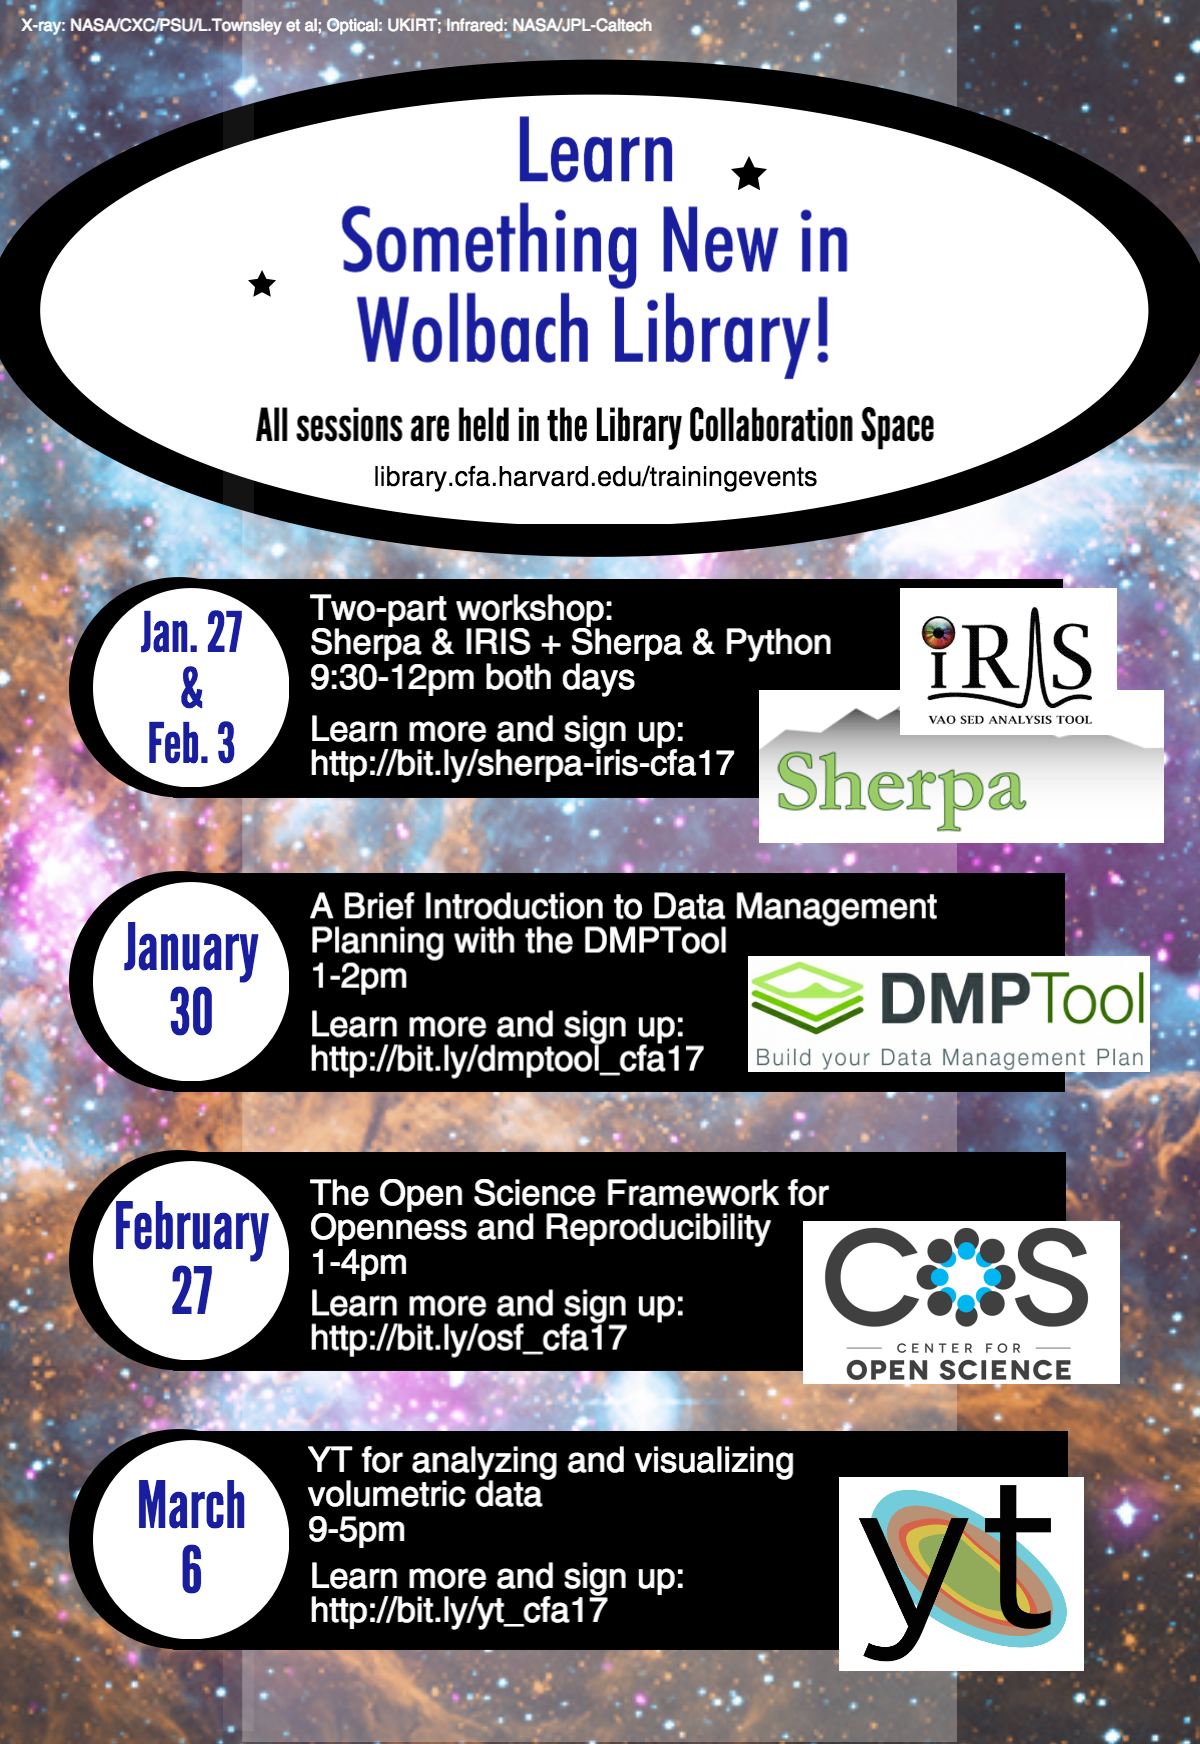 X-ray: NASA/CXC/PSU/L.Townsley et al; Optical: UKIRT; Infrared: NASA/JPL-Caltech
Learn
Something New in
Wolbach Library!
All sessions are held in the Library Collaboration Space
library.cfa.harvard.edu/trainingevents
Jan. 27
&
Feb. 3
Two-part workshop:
Sherpa & IRIS + Sherpa & Python
9:30-12pm both days
Learn more and sign up:
http://bit.ly/sherpa-iris-cfa17
iRIS
VAO SED ANALYSIS TOOL
Sherpa
January
30
A Brief Introduction to Data Management
Planning with the DMPTool
1-2pm
Learn more and sign up:
http://bit.ly/dmptool_cfa17
DMPTool
Build your Data Management Plan
February
27
The Open Science Framework for
Openness and Reproducibility
1-4pm
Learn more and sign up:
http://bit.ly/osf_cfa17
COS
CENTER FOR
OPEN SCIENCE
March
6
YT for analyzing and visualizing
volumetric data
9-5pm
Learn more and sign up:
http://bit.ly/yt_cfa17
yt